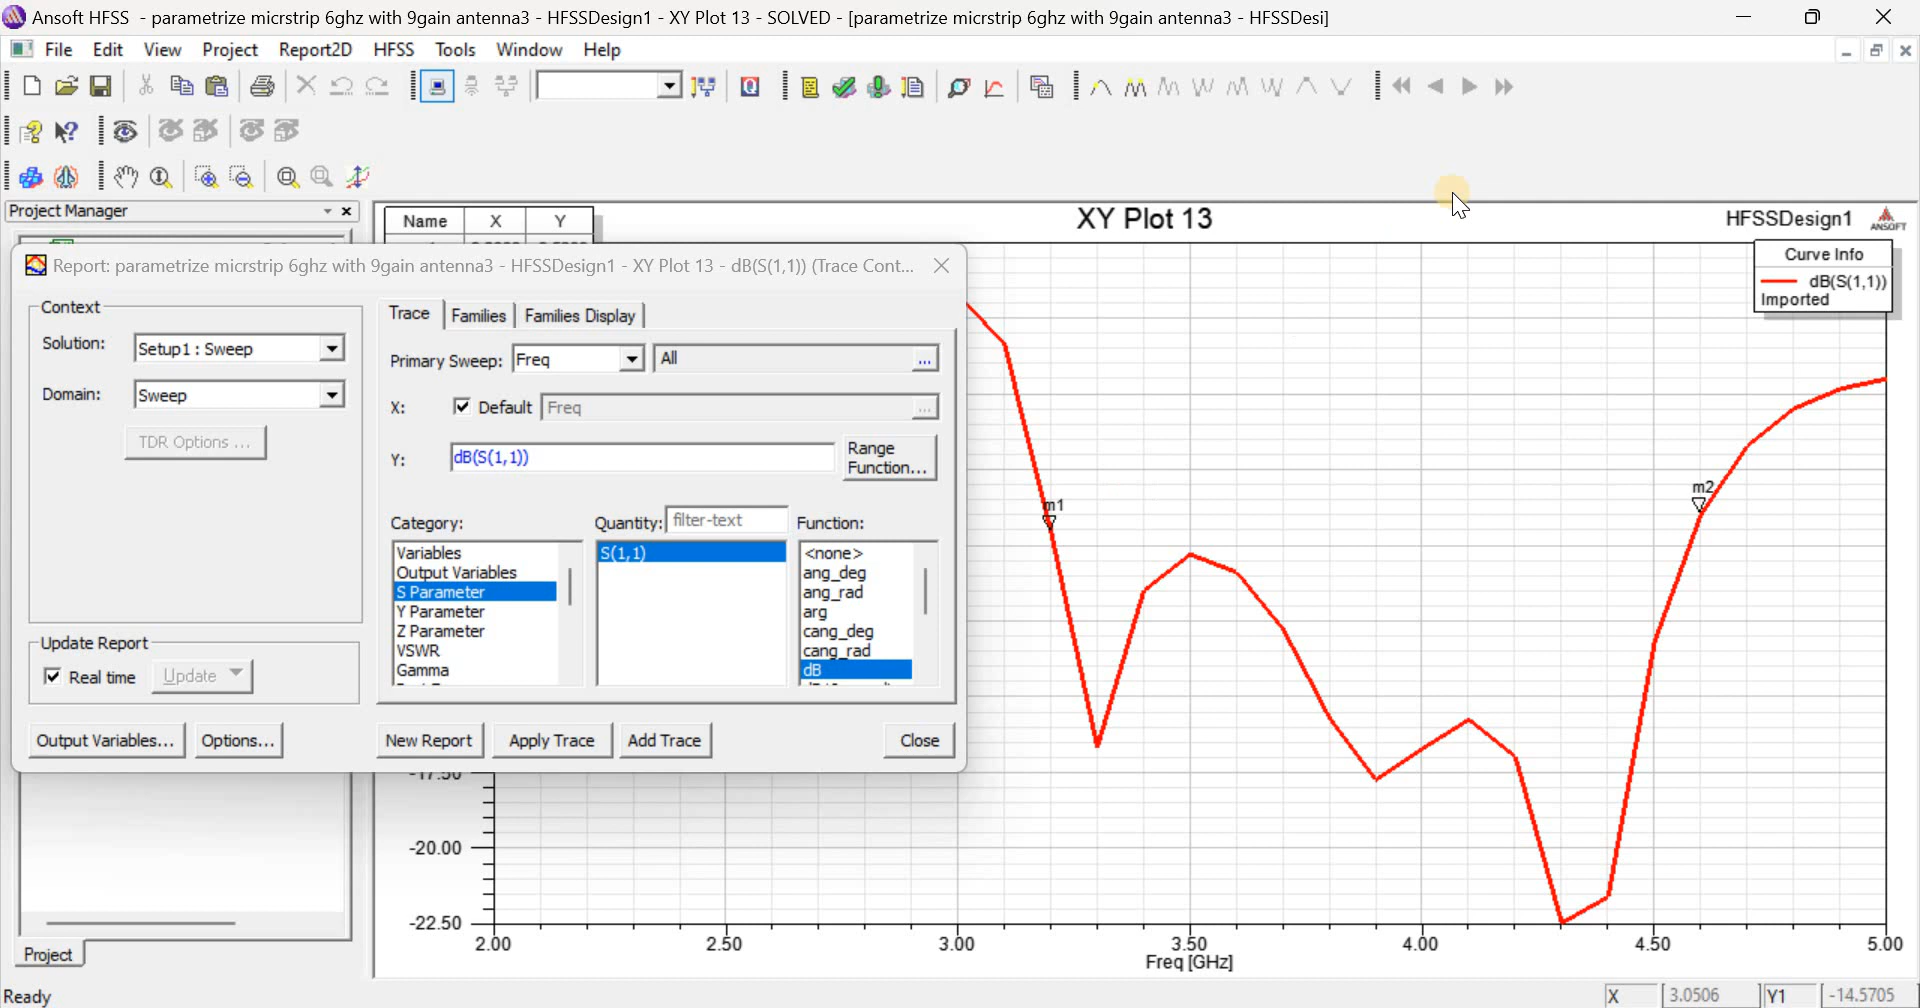 Ansoft HFSS - parametrize micrstrip 6ghz with 9gain antenna3 - HFSSDesign1 - XY Plot 13 - SOLVED - [parametrize micrstrip 6ghz with 9gain antenna3 - HFSSDesi]
File Edit View Project Report2D HFSS Tools Window Help
Project Manager
Name X Y
XY Plot 13
HFSSDesign1
ANSOFT
Curve Info
dB(S(1,1))
Imported
Report: parametrize micrstrip 6ghz with 9gain antenna3 - HFSSDesign1 - XY Plot 13 - dB(S(1,1)) (Trace Cont...
Context
Solution: Setup1 : Sweep
Domain: Sweep
TDR Options ...
Update Report
Real time Update
Output Variables... Options...
Trace Families Families Display
Primary Sweep: Freq All ...
X: Default Freq ...
Y: dB(S(1,1))
Range
Function...
Category: Quantity: filter-text Function:
Variables
Output Variables
S Parameter
Y Parameter
Z Parameter
VSWR
Gamma
S(1,1)
<none>
ang_deg
ang_rad
arg
cang_deg
cang_rad
dB
New Report Apply Trace Add Trace Close
m1
m2
-17.50
-20.00
-22.50
2.00 2.50 3.00 3.50 4.00 4.50 5.00
Freq [GHz]
Project
Ready
X 3.0506 Y1 -14.5705